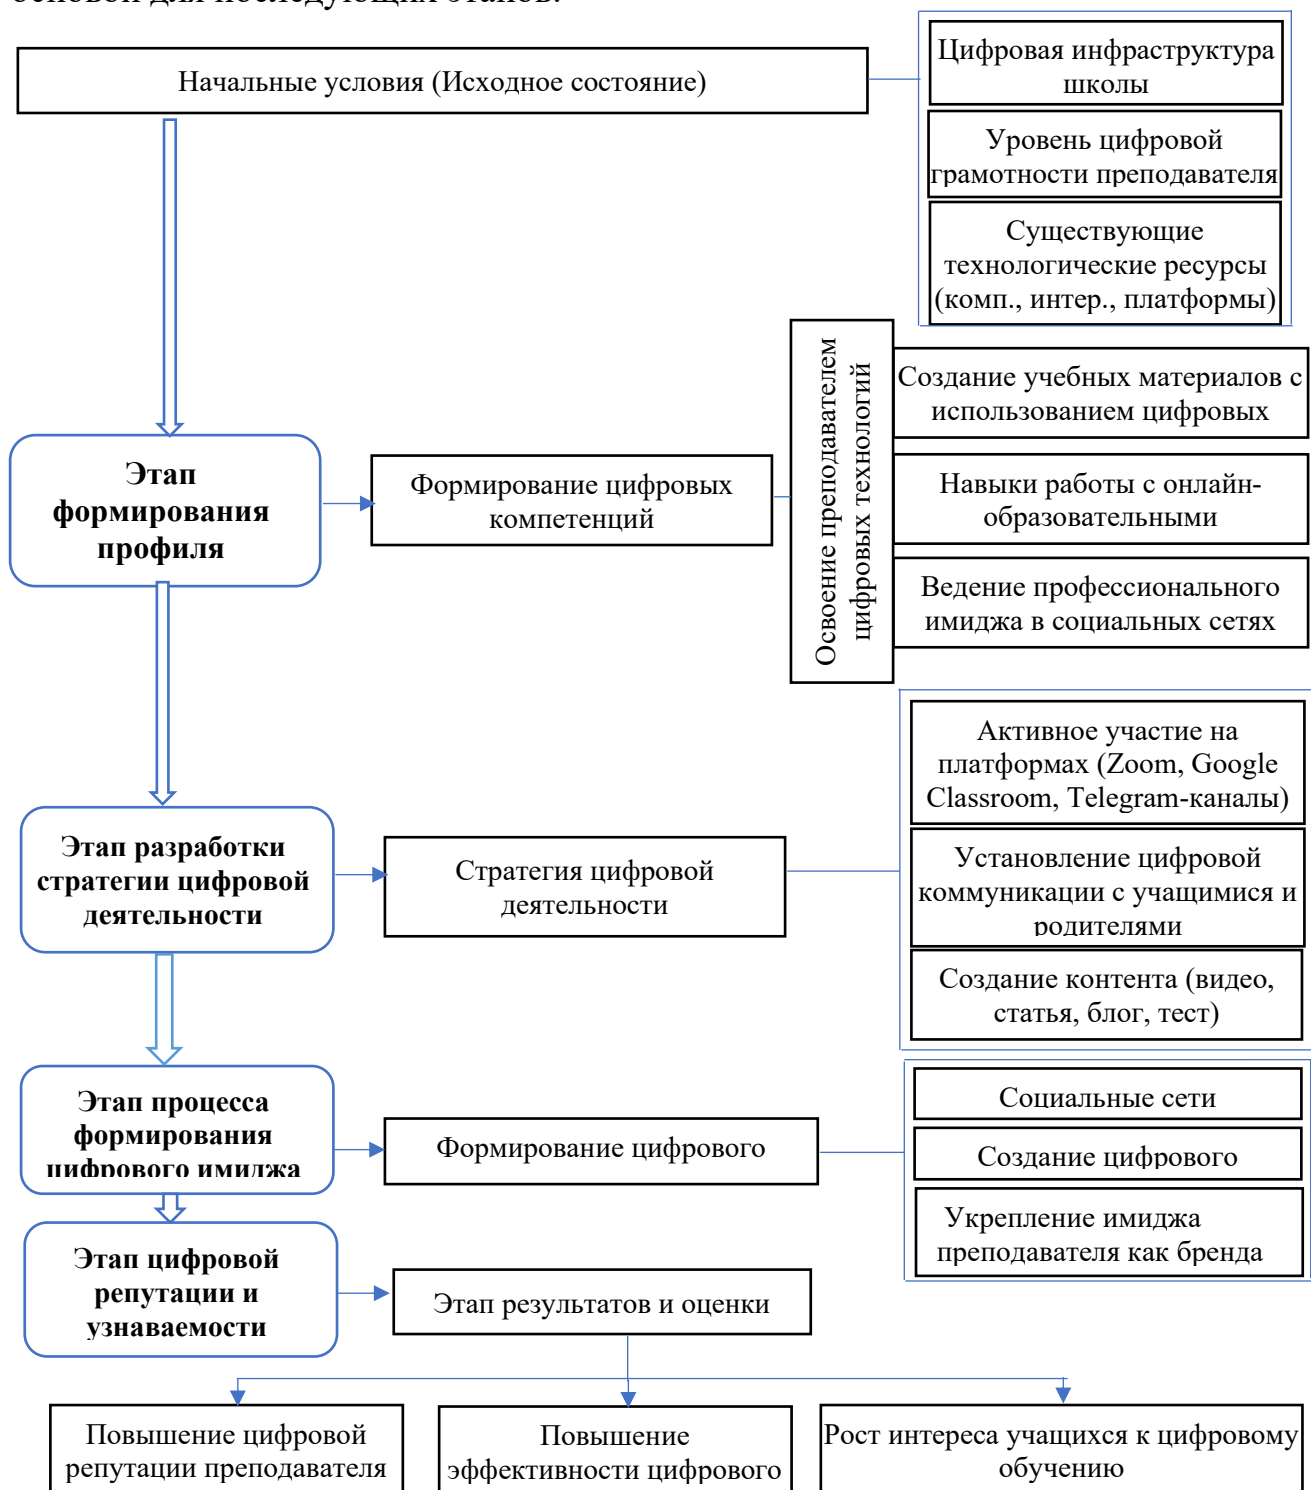 основой для последующих этапов.
Начальные условия (Исходное состояние)
Цифровая инфраструктура
школы
Уровень цифровой
грамотности преподавателя
Существующие
технологические ресурсы
(комп., интер., платформы)
Этап
формирования
профиля
Формирование цифровых
компетенций
Освоение преподавателем
цифровых технологий
Создание учебных материалов с
использованием цифровых
Навыки работы с онлайн-
образовательными
Ведение профессионального
имиджа в социальных сетях
Этап разработки
стратегии цифровой
деятельности
Стратегия цифровой
деятельности
Активное участие на
платформах (Zoom, Google
Classroom, Telegram-каналы)
Установление цифровой
коммуникации с учащимися и
родителями
Создание контента (видео,
статья, блог, тест)
Этап процесса
формирования
цифрового имиджа
Формирование цифрового
Социальные сети
Создание цифрового
Укрепление имиджа
преподавателя как бренда
Этап цифровой
репутации и
узнаваемости
Этап результатов и оценки
Повышение цифровой
репутации преподавателя
Повышение
эффективности цифрового
Рост интереса учащихся к цифровому
обучению